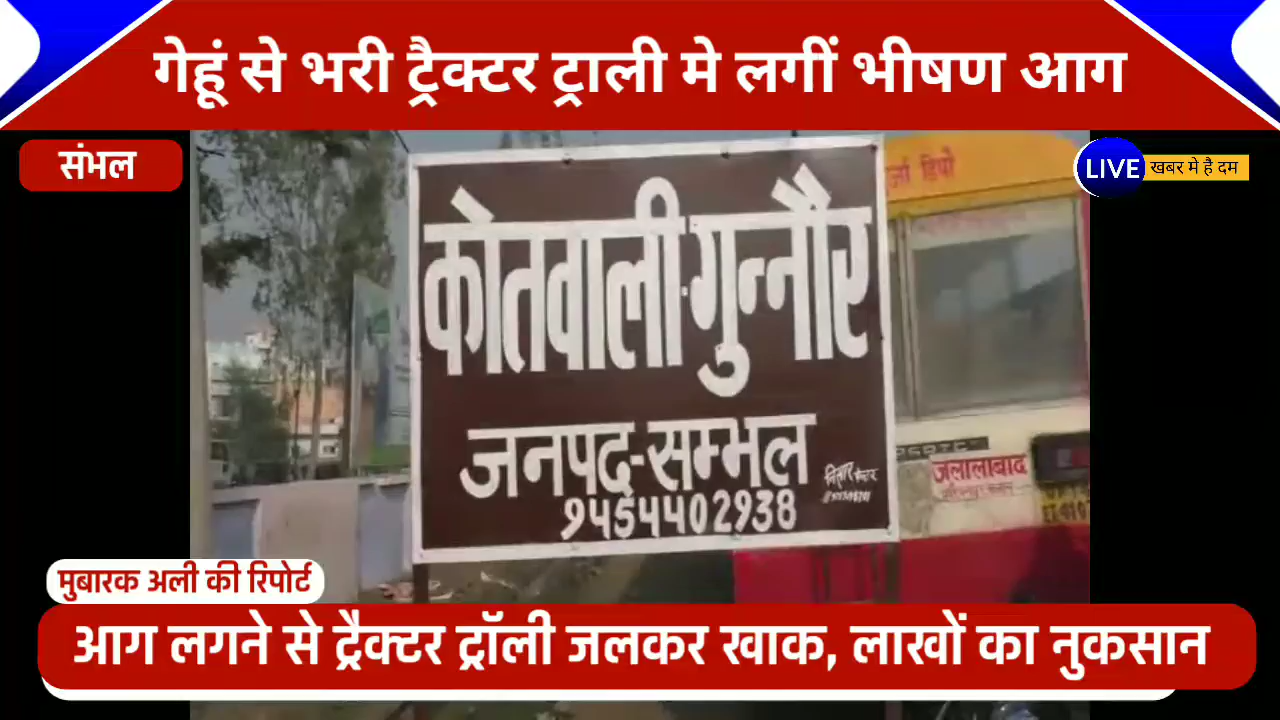 गेहूं से भरी ट्रैक्टर ट्राली मे लगीं भीषण आग
संभल
LIVE खबर मे है दम
डिपो
कोतवाली-गुन्नौर
जनपद-सम्भल
9454402938
जलालाबाद
मुबारक अली की रिपोर्ट
आग लगने से ट्रैक्टर ट्रॉली जलकर खाक, लाखों का नुकसान